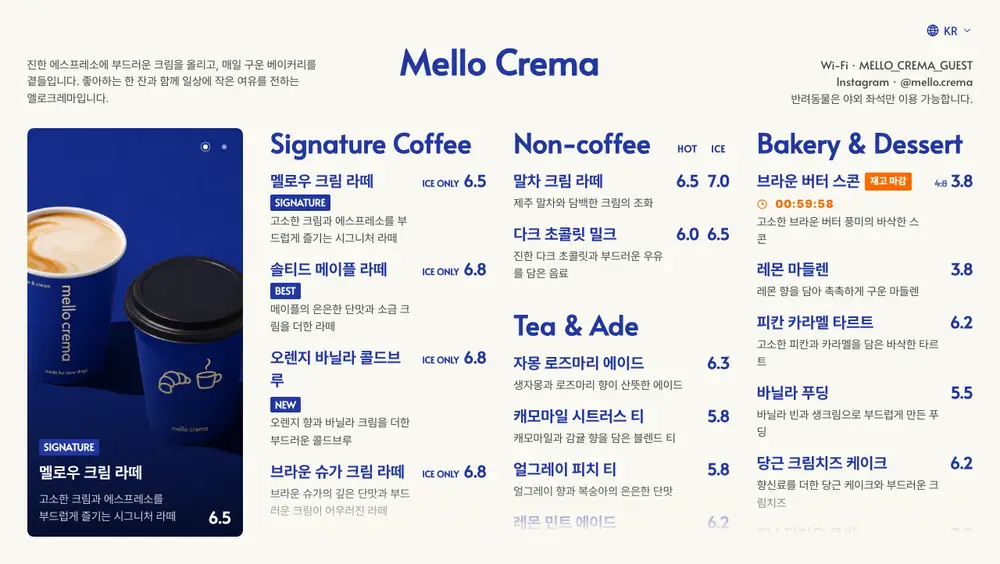 KR
진한 에스프레소에 부드러운 크림을 올리고, 매일 구운 베이커리를
곁들입니다. 좋아하는 한 잔과 함께 일상에 작은 여유를 전하는
멜로크레마입니다.
Mello Crema
Wi-Fi · MELLO_CREMA_GUEST
Instagram · @mello.crema
반려동물은 야외 좌석만 이용 가능합니다.
mello crema
made for slow days
mello crema
SIGNATURE
멜로우 크림 라떼
고소한 크림과 에스프레소를
부드럽게 즐기는 시그니처 라떼
6.5
Signature Coffee
멜로우 크림 라떼 ICE ONLY 6.5
SIGNATURE
고소한 크림과 에스프레소를 부
드럽게 즐기는 시그니처 라떼
솔티드 메이플 라떼 ICE ONLY 6.8
BEST
메이플의 은은한 단맛과 소금 크
림을 더한 라떼
오렌지 바닐라 콜드브 ICE ONLY 6.8
루
NEW
오렌지 향과 바닐라 크림을 더한
부드러운 콜드브루
브라운 슈가 크림 라떼 ICE ONLY 6.8
브라운 슈가의 깊은 단맛과 부드
러운 크림이 어우러진 라떼
Non-coffee HOT ICE
말차 크림 라떼 6.5 7.0
제주 말차와 담백한 크림의 조화
다크 초콜릿 밀크 6.0 6.5
진한 다크 초콜릿과 부드러운 우유
를 담은 음료
Tea & Ade
자몽 로즈마리 에이드 6.3
생자몽과 로즈마리 향이 산뜻한 에이드
캐모마일 시트러스 티 5.8
캐모마일과 감귤 향을 담은 블렌드 티
얼그레이 피치 티 5.8
얼그레이 향과 복숭아의 은은한 단맛
레몬 민트 에이드 6.2
Bakery & Dessert
브라운 버터 스콘 재고 마감 4.8 3.8
00:59:58
고소한 브라운 버터 풍미의 바삭한 스
콘
레몬 마들렌 3.8
레몬 향을 담아 촉촉하게 구운 마들렌
피칸 카라멜 타르트 6.2
고소한 피칸과 카라멜을 담은 바삭한 타르
트
바닐라 푸딩 5.5
바닐라 빈과 생크림으로 부드럽게 만든 푸
딩
당근 크림치즈 케이크 6.2
향신료를 더한 당근 케이크와 부드러운 크
림치즈